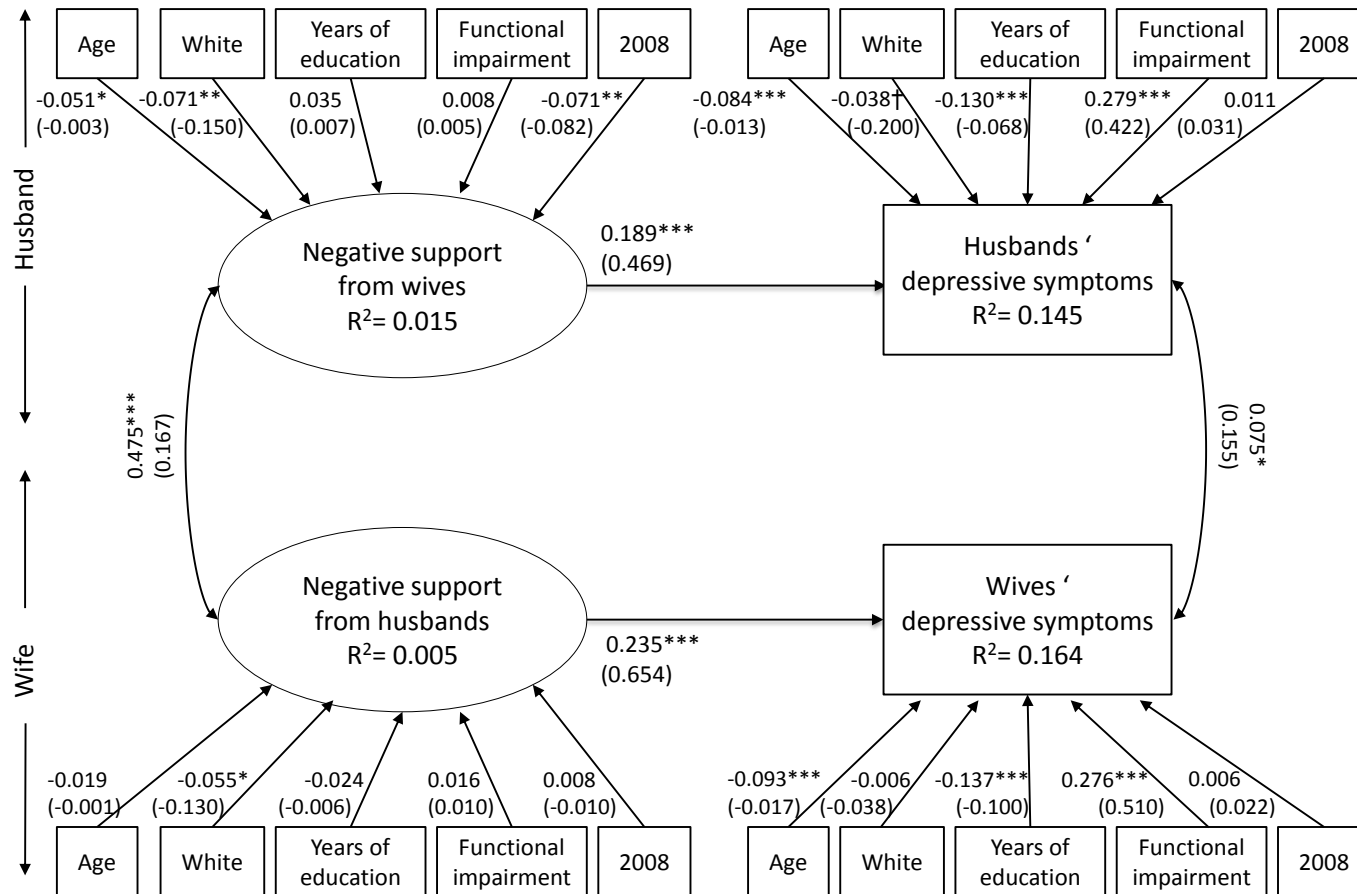 Husband
Age
White
Years of
education
Functional
impairment
2008
Age
White
Years of
education
Functional
impairment
2008
-0.051*
(-0.003)
-0.071**
(-0.150)
0.035
(0.007)
0.008
(0.005)
-0.071**
(-0.082)
-0.084***
(-0.013)
-0.038†
(-0.200)
-0.130***
(-0.068)
0.279***
(0.422)
0.011
(0.031)
Negative support
from wives
R²= 0.015
0.189***
(0.469)
Husbands ‘
depressive symptoms
R²= 0.145
0.475***
(0.167)
0.075*
(0.155)
Wife
Negative support
from husbands
R²= 0.005
0.235***
(0.654)
Wives ‘
depressive symptoms
R²= 0.164
-0.019
(-0.001)
-0.055*
(-0.130)
-0.024
(-0.006)
0.016
(0.010)
0.008
(-0.010)
-0.093***
(-0.017)
-0.006
(-0.038)
-0.137***
(-0.100)
0.276***
(0.510)
0.006
(0.022)
Age
White
Years of
education
Functional
impairment
2008
Age
White
Years of
education
Functional
impairment
2008